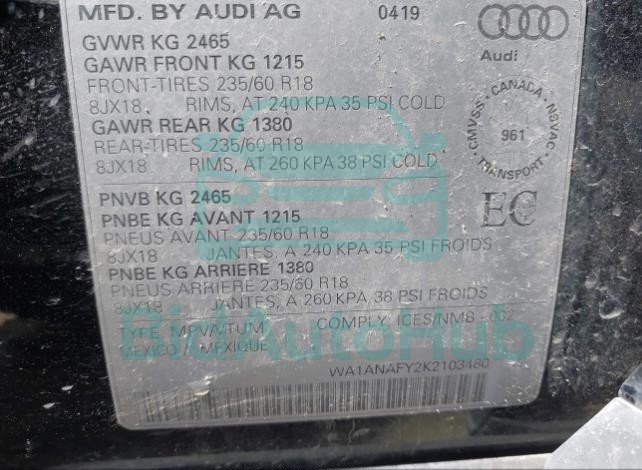 MFD. BY AUDI AG 0419
GVWR KG 2465
GAWR FRONT KG 1215
FRONT-TIRES 235/60 R18
8JX18 RIMS, AT 240 KPA 35 PSI COLD
GAWR REAR KG 1380
REAR-TIRES 235/60 R18
8JX18 RIMS, AT 260 KPA 38 PSI COLD
Audi
CMVSS · CANADA · NSVAC
961
TRANSPORT
PNVB KG 2465
PNBE KG AVANT 1215
PNEUS AVANT 235/60 R18
8JX18 JANTES, A 240 KPA 35 PSI FROIDS
PNBE KG ARRIERE 1380
PNEUS ARRIERE 235/60 R18
8JX18 JANTES, A 260 KPA 38 PSI FROIDS
EC
TYPE MPV/VTUM COMPLY, ICES/NMB - 002
MEXICO / MEXIQUE
WA1ANAFY2K2103480
BidAutoHub